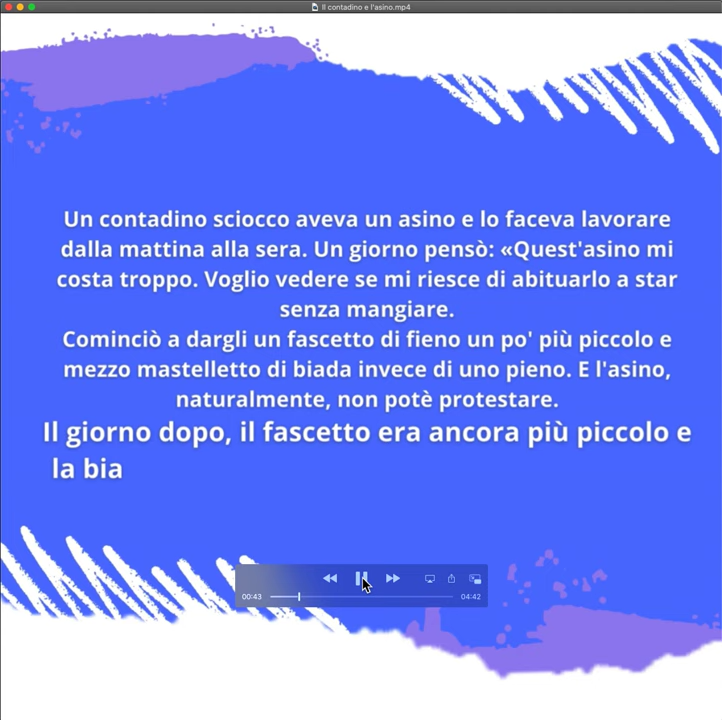 Il contadino e l'asino.mp4
Un contadino sciocco aveva un asino e lo faceva lavorare
dalla mattina alla sera. Un giorno pensò: «Quest'asino mi
costa troppo. Voglio vedere se mi riesce di abituarlo a star
senza mangiare.
Cominciò a dargli un fascetto di fieno un po' più piccolo e
mezzo mastelletto di biada invece di uno pieno. E l'asino,
naturalmente, non potè protestare.
Il giorno dopo, il fascetto era ancora più piccolo e
la bia
00:43
04:42